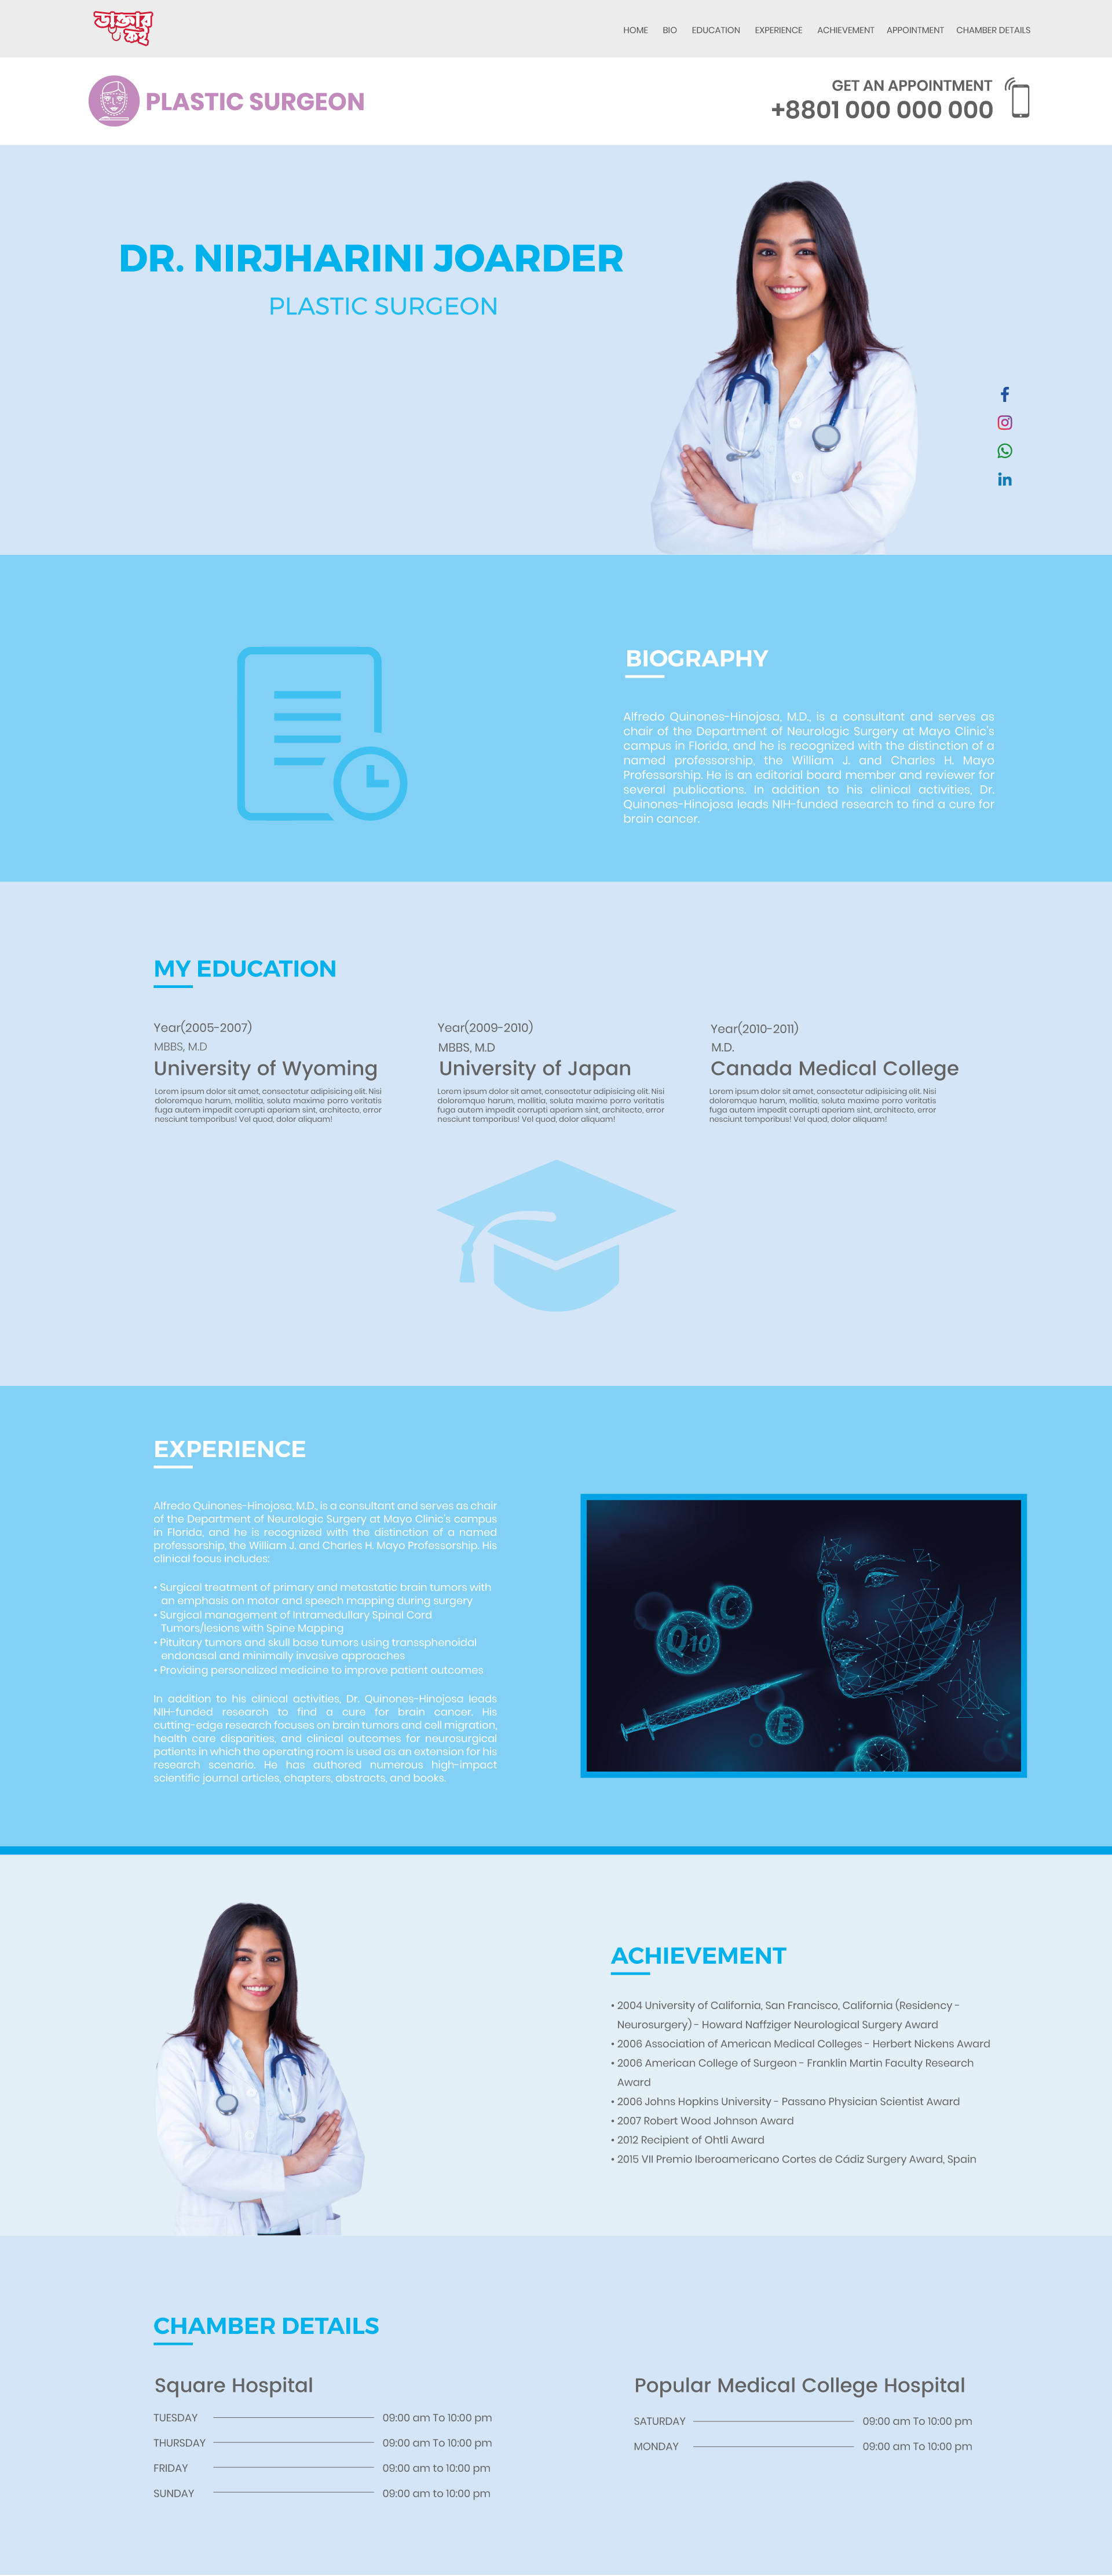 ডাক্তার
কই
HOME BIO EDUCATION EXPERIENCE ACHIEVEMENT APPOINTMENT CHAMBER DETAILS
PLASTIC SURGEON
GET AN APPOINTMENT
+8801 000 000 000
DR. NIRJHARINI JOARDER
PLASTIC SURGEON
BIOGRAPHY
Alfredo Quinones-Hinojosa, M.D., is a consultant and serves as
chair of the Department of Neurologic Surgery at Mayo Clinic's
campus in Florida, and he is recognized with the distinction of a
named professorship, the William J. and Charles H. Mayo
Professorship. He is an editorial board member and reviewer for
several publications. In addition to his clinical activities, Dr.
Quinones-Hinojosa leads NIH-funded research to find a cure for
brain cancer.
MY EDUCATION
Year(2005-2007)
MBBS, M.D
University of Wyoming
Lorem ipsum dolor sit amet, consectetur adipisicing elit. Nisi
doloremque harum, mollitia, soluta maxime porro veritatis
fuga autem impedit corrupti aperiam sint, architecto, error
nesciunt temporibus! Vel quod, dolor aliquam!
Year(2009-2010)
MBBS, M.D
University of Japan
Lorem ipsum dolor sit amet, consectetur adipisicing elit. Nisi
doloremque harum, mollitia, soluta maxime porro veritatis
fuga autem impedit corrupti aperiam sint, architecto, error
nesciunt temporibus! Vel quod, dolor aliquam!
Year(2010-2011)
M.D.
Canada Medical College
Lorem ipsum dolor sit amet, consectetur adipisicing elit. Nisi
doloremque harum, mollitia, soluta maxime porro veritatis
fuga autem impedit corrupti aperiam sint, architecto, error
nesciunt temporibus! Vel quod, dolor aliquam!
EXPERIENCE
Alfredo Quinones-Hinojosa, M.D., is a consultant and serves as chair
of the Department of Neurologic Surgery at Mayo Clinic's campus
in Florida, and he is recognized with the distinction of a named
professorship, the William J. and Charles H. Mayo Professorship. His
clinical focus includes:
• Surgical treatment of primary and metastatic brain tumors with
an emphasis on motor and speech mapping during surgery
• Surgical management of Intramedullary Spinal Cord
Tumors/lesions with Spine Mapping
• Pituitary tumors and skull base tumors using transsphenoidal
endonasal and minimally invasive approaches
• Providing personalized medicine to improve patient outcomes
In addition to his clinical activities, Dr. Quinones-Hinojosa leads
NIH-funded research to find a cure for brain cancer. His
cutting-edge research focuses on brain tumors and cell migration,
health care disparities, and clinical outcomes for neurosurgical
patients in which the operating room is used as an extension for his
research scenario. He has authored numerous high-impact
scientific journal articles, chapters, abstracts, and books.
C
Q10
E
ACHIEVEMENT
• 2004 University of California, San Francisco, California (Residency -
Neurosurgery) - Howard Naffziger Neurological Surgery Award
• 2006 Association of American Medical Colleges - Herbert Nickens Award
• 2006 American College of Surgeon - Franklin Martin Faculty Research
Award
• 2006 Johns Hopkins University - Passano Physician Scientist Award
• 2007 Robert Wood Johnson Award
• 2012 Recipient of Ohtli Award
• 2015 VII Premio Iberoamericano Cortes de Cádiz Surgery Award, Spain
CHAMBER DETAILS
Square Hospital
TUESDAY 09:00 am To 10:00 pm
THURSDAY 09:00 am To 10:00 pm
FRIDAY 09:00 am to 10:00 pm
SUNDAY 09:00 am to 10:00 pm
Popular Medical College Hospital
SATURDAY 09:00 am To 10:00 pm
MONDAY 09:00 am To 10:00 pm